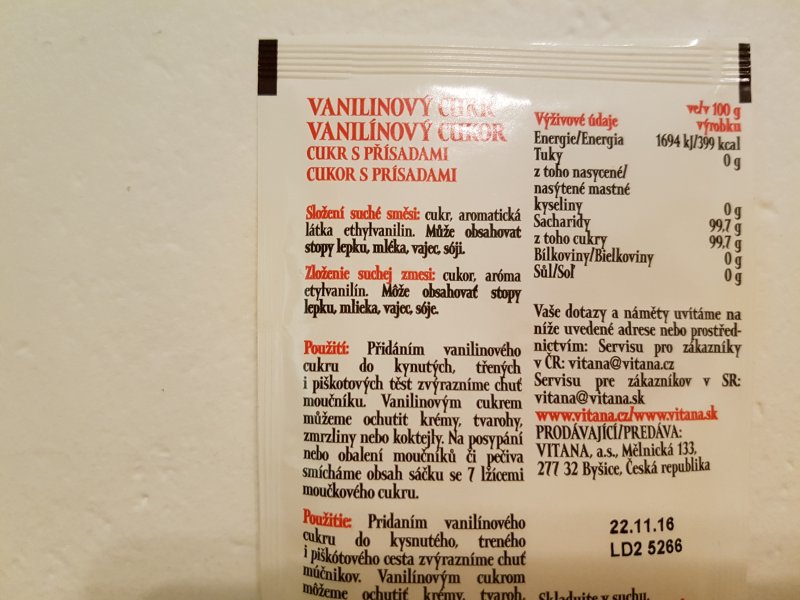 VANILINOVÝ CUKR
VANILÍNOVÝ CUKOR
CUKR S PŘÍSADAMI
CUKOR S PRÍSADAMI
Složení suché směsi: cukr, aromatická
látka ethylvanilin. Může obsahovat
stopy lepku, mléka, vajec, sóji.
Zloženie suchej zmesi: cukor, aróma
etylvanilín. Môže obsahovať stopy
lepku, mlieka, vajec, sóje.
Použití: Přidáním vanilinového
cukru do kynutých, třených
i piškotových těst zvýrazníme chuť
moučníku. Vanilinovým cukrem
můžeme ochutit krémy, tvarohy,
zmrzliny nebo koktejly. Na posypání
nebo obalení moučníků či pečiva
smícháme obsah sáčku se 7 lžícemi
moučkového cukru.
Použitie: Pridaním vanilínového
cukru do kysnutého, treného
i piškótového cesta zvýrazníme chuť
múčnikov. Vanilínovým cukrom
môžeme ochutiť krémy, tvaroh,
Výživové údaje ve/v 100 g
výrobku
Energie/Energia 1694 kJ/399 kcal
Tuky 0 g
z toho nasycené/
nasýtené mastné
kyseliny 0 g
Sacharidy 99,7 g
z toho cukry 99,7 g
Bílkoviny/Bielkoviny 0 g
Sůl/Soľ 0 g
Vaše dotazy a náměty uvítáme na
níže uvedené adrese nebo prostřed-
nictvím: Servisu pro zákazníky
v ČR: vitana@vitana.cz
Servisu pre zákazníkov v SR:
vitana@vitana.sk
www.vitana.cz/www.vitana.sk
PRODÁVAJÍCÍ/PREDÁVA:
VITANA, a.s., Mělnická 133,
277 32 Byšice, Česká republika
22.11.16
LD2 5266
Skladujte v suchu.